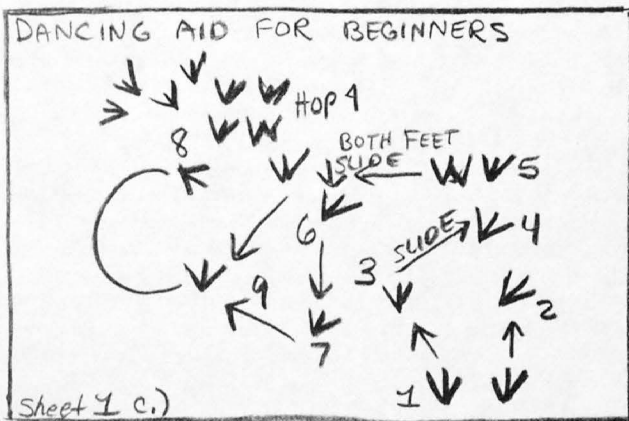 DANCING AID FOR BEGINNERS
HOP 4
8
BOTH FEET
SLIDE
5
6
SLIDE
4
3
9
2
7
1
Sheet 1 c.)